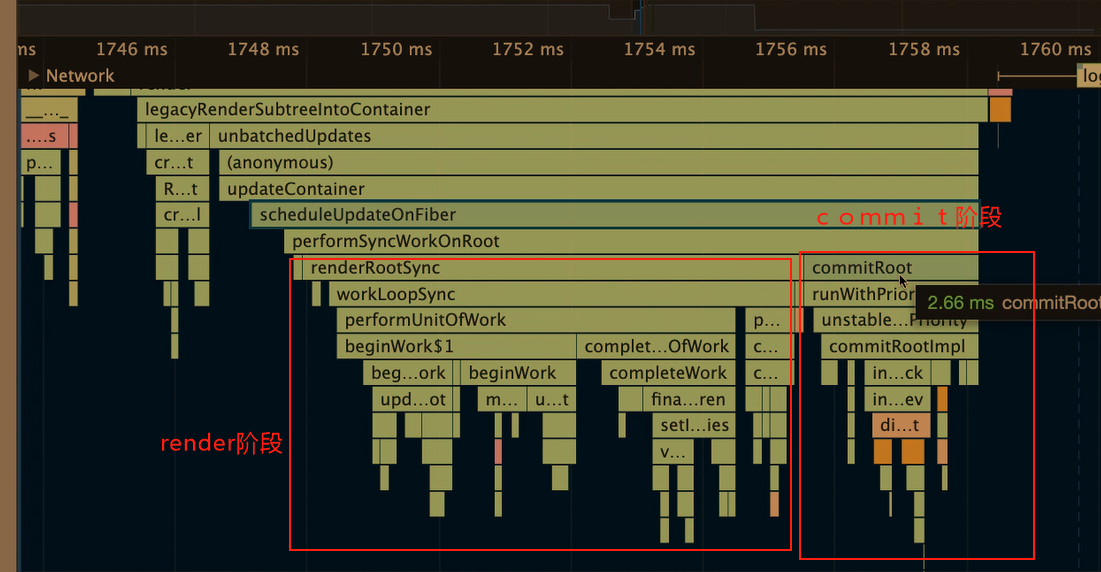 ms 1746 ms 1748 ms 1750 ms 1752 ms 1754 ms 1756 ms 1758 ms 1760 ms
Network
legacyRenderSubtreeIntoContainer
__..._
....s le...er unbatchedUpdates
p... cr...t (anonymous)
R...t updateContainer
cr...l scheduleUpdateOnFiber
commit阶段
performSyncWorkOnRoot
renderRootSync commitRoot
workLoopSync runWithPrior
2.66 ms commitRoot
performUnitOfWork p... unstable...Priority
beginWork$1 complet...OfWork c... commitRootImpl
beg...ork beginWork completeWork c... in...ck
upd...ot m... u...t fina...ren in...ev
setI...ies di...t
render阶段
v...